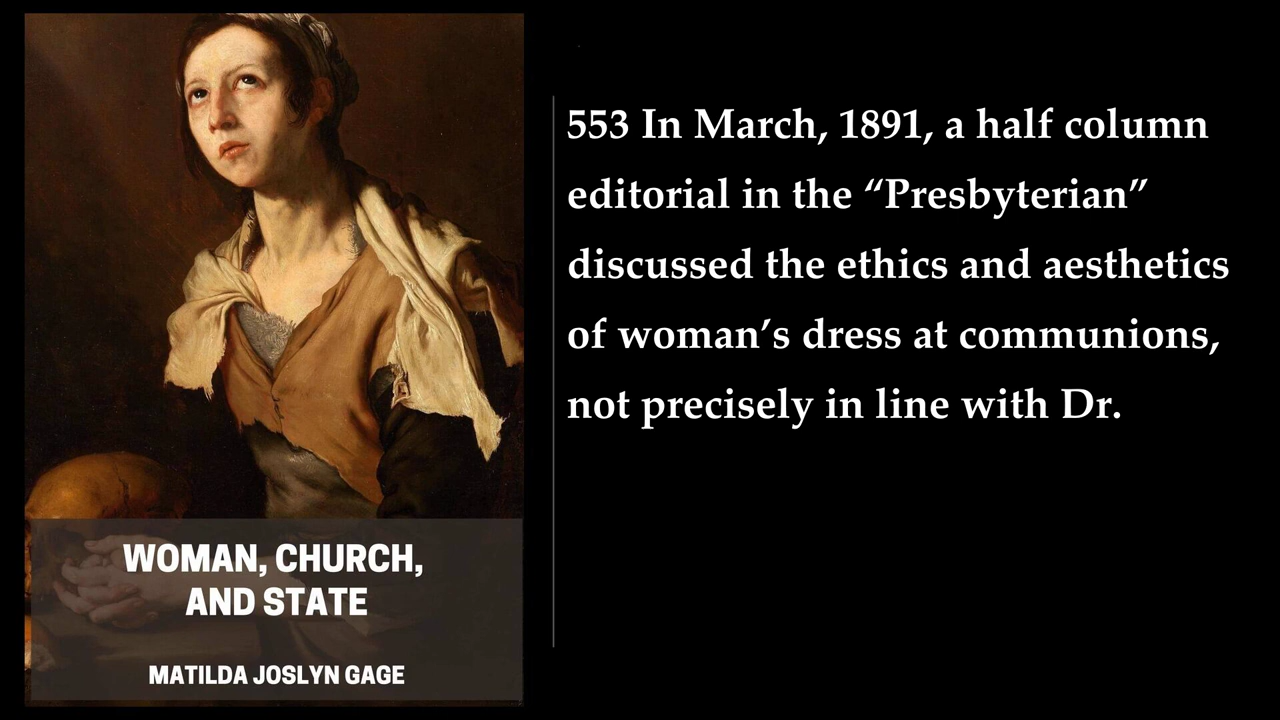 WOMAN, CHURCH,
AND STATE
MATILDA JOSLYN GAGE
553 In March, 1891, a half column
editorial in the “Presbyterian”
discussed the ethics and aesthetics
of woman’s dress at communions,
not precisely in line with Dr.